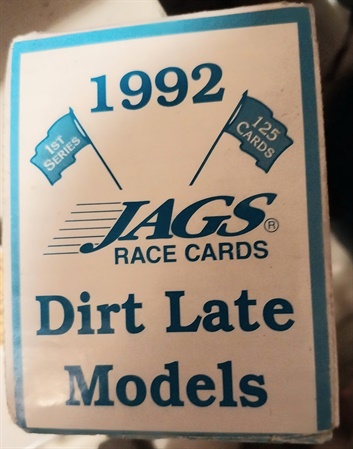 1992
1ST
SERIES
125
CARDS
JAGS®
RACE CARDS
Dirt Late
Models